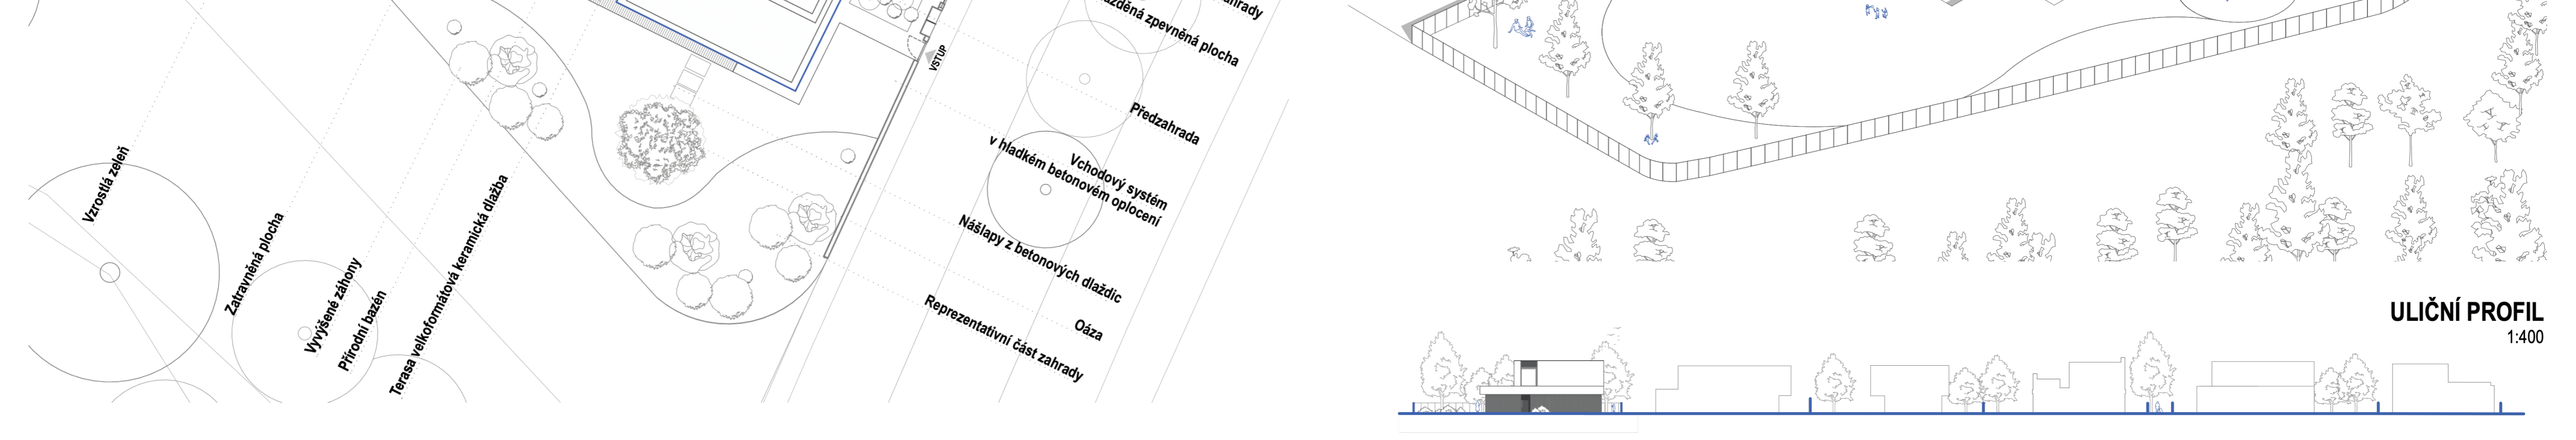 zpevněná plocha
VSTUP
Předzahrada
Vchodový systém
v hladkém betonovém oplocení
Nášlapy z betonových dlaždic
Oáza
Reprezentativní část zahrady
Vzrostlá zeleň
Zatravněná plocha
Vyvýšené záhony
Přírodní bazén
Terasa velkoformátová keramická dlažba
ULIČNÍ PROFIL
1:400